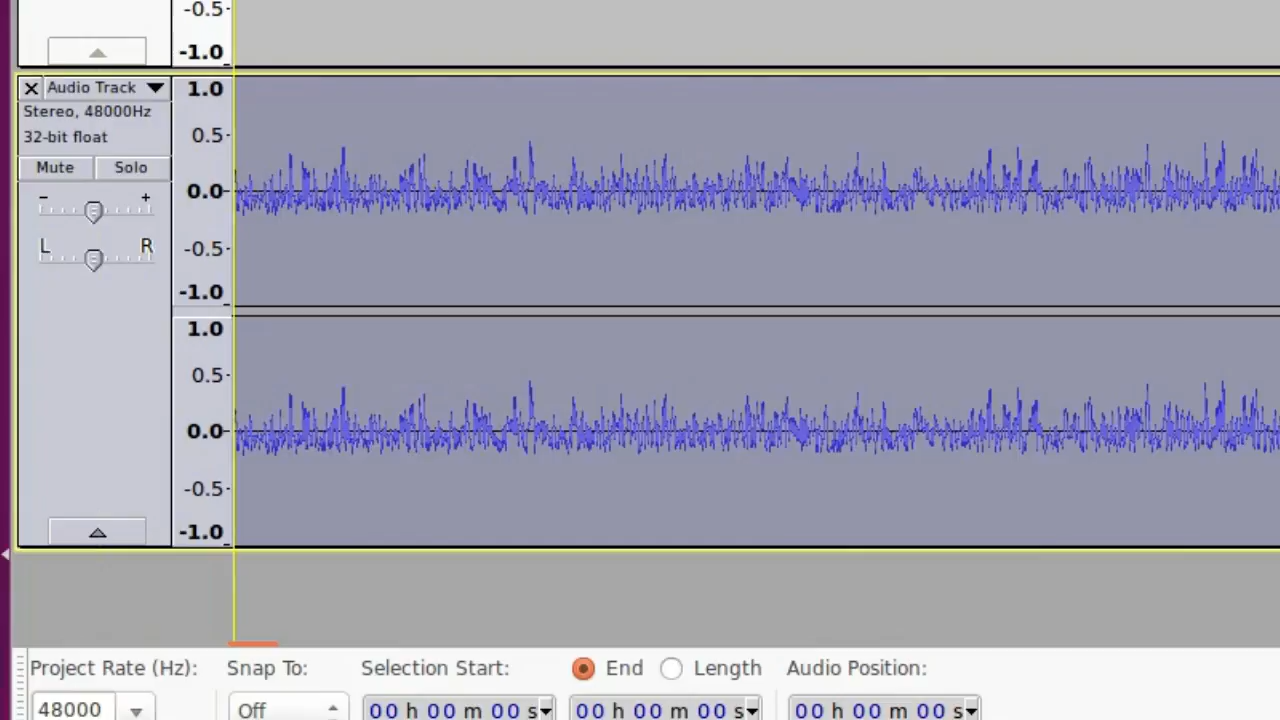 -0.5
-1.0
Audio Track
Stereo, 48000Hz
32-bit float
Mute Solo
- +
L R
1.0
0.5
0.0
-0.5
-1.0
1.0
0.5
0.0
-0.5
-1.0
Project Rate (Hz): Snap To: Selection Start: End Length Audio Position:
48000 Off 00 h 00 m 00 s 00 h 00 m 00 s 00 h 00 m 00 s